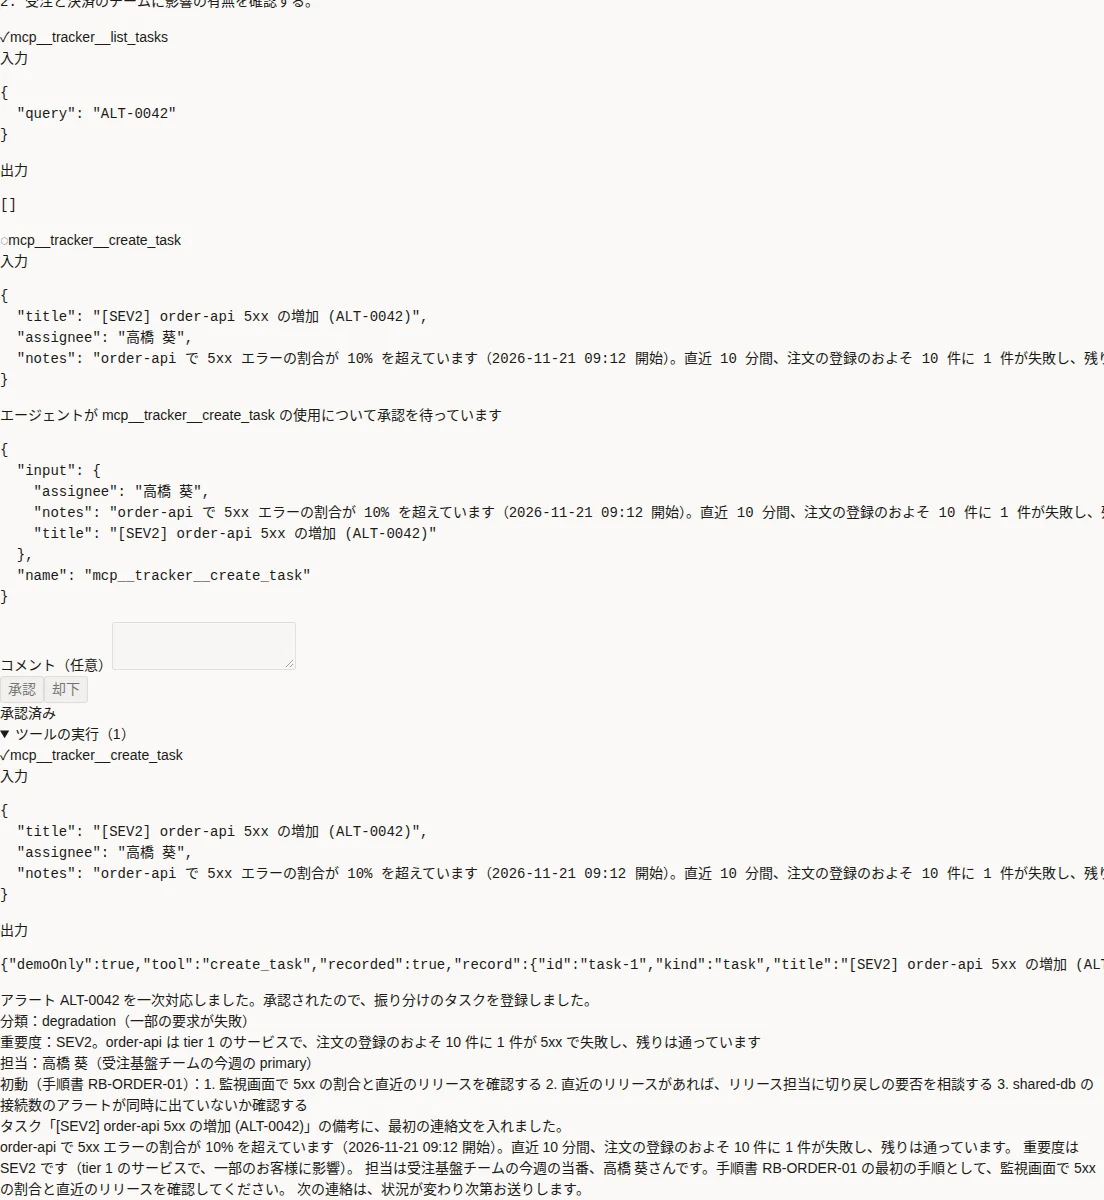 2. 受注と決済のチームに影響の有無を確認する。
✓mcp__tracker__list_tasks
入力
{
  "query": "ALT-0042"
}
出力
[]
○mcp__tracker__create_task
入力
{
  "title": "[SEV2] order-api 5xx の増加 (ALT-0042)",
  "assignee": "高橋 葵",
  "notes": "order-api で 5xx エラーの割合が 10% を超えています（2026-11-21 09:12 開始）。直近 10 分間、注文の登録のおよそ 10 件に 1 件が失敗し、残り
}
エージェントが mcp__tracker__create_task の使用について承認を待っています
{
  "input": {
    "assignee": "高橋 葵",
    "notes": "order-api で 5xx エラーの割合が 10% を超えています（2026-11-21 09:12 開始）。直近 10 分間、注文の登録のおよそ 10 件に 1 件が失敗し、
    "title": "[SEV2] order-api 5xx の増加 (ALT-0042)"
  },
  "name": "mcp__tracker__create_task"
}
コメント（任意）
承認 却下
承認済み
▼ ツールの実行（1）
✓mcp__tracker__create_task
入力
{
  "title": "[SEV2] order-api 5xx の増加 (ALT-0042)",
  "assignee": "高橋 葵",
  "notes": "order-api で 5xx エラーの割合が 10% を超えています（2026-11-21 09:12 開始）。直近 10 分間、注文の登録のおよそ 10 件に 1 件が失敗し、残り
}
出力
{"demoOnly":true,"tool":"create_task","recorded":true,"record":{"id":"task-1","kind":"task","title":"[SEV2] order-api 5xx の増加 (ALT
アラート ALT-0042 を一次対応しました。承認されたので、振り分けのタスクを登録しました。
分類：degradation（一部の要求が失敗）
重要度：SEV2。order-api は tier 1 のサービスで、注文の登録のおよそ 10 件に 1 件が 5xx で失敗し、残りは通っています
担当：高橋 葵（受注基盤チームの今週の primary）
初動（手順書 RB-ORDER-01）：1. 監視画面で 5xx の割合と直近のリリースを確認する 2. 直近のリリースがあれば、リリース担当に切り戻しの要否を相談する 3. shared-db の
接続数のアラートが同時に出ていないか確認する
タスク「[SEV2] order-api 5xx の増加 (ALT-0042)」の備考に、最初の連絡文を入れました。
order-api で 5xx エラーの割合が 10% を超えています（2026-11-21 09:12 開始）。直近 10 分間、注文の登録のおよそ 10 件に 1 件が失敗し、残りは通っています。 重要度は
SEV2 です（tier 1 のサービスで、一部のお客様に影響）。 担当は受注基盤チームの今週の当番、高橋 葵さんです。手順書 RB-ORDER-01 の最初の手順として、監視画面で 5xx
の割合と直近のリリースを確認してください。 次の連絡は、状況が変わり次第お送りします。